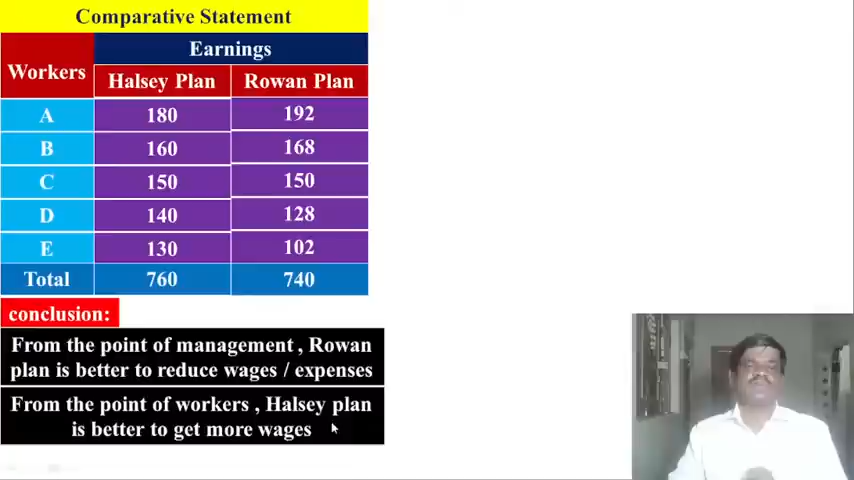 Comparative Statement
Workers Earnings
Halsey Plan Rowan Plan
A 180 192
B 160 168
C 150 150
D 140 128
E 130 102
Total 760 740
conclusion:
From the point of management , Rowan
plan is better to reduce wages / expenses
From the point of workers , Halsey plan
is better to get more wages